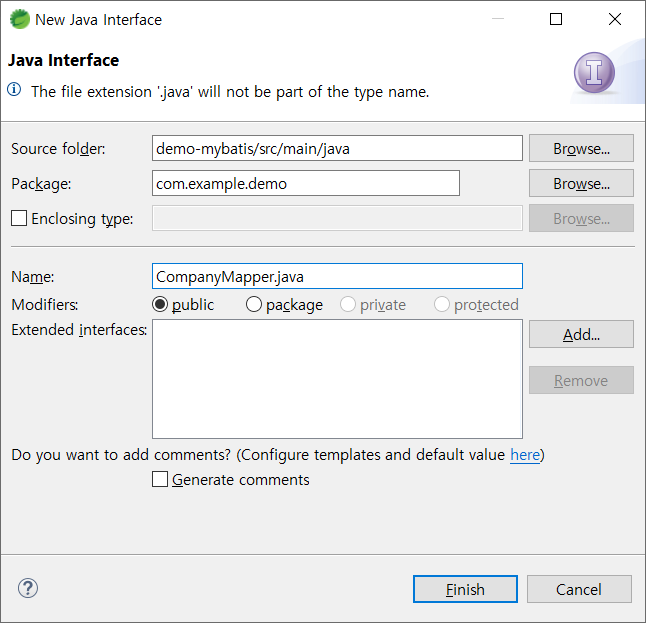 New Java Interface
Java Interface
The file extension '.java' will not be part of the type name.
Source folder: demo-mybatis/src/main/java Browse...
Package: com.example.demo Browse...
Enclosing type: Browse...
Name: CompanyMapper.java
Modifiers: public package private protected
Extended interfaces: Add...
Remove
Do you want to add comments? (Configure templates and default value here)
Generate comments
? Finish Cancel